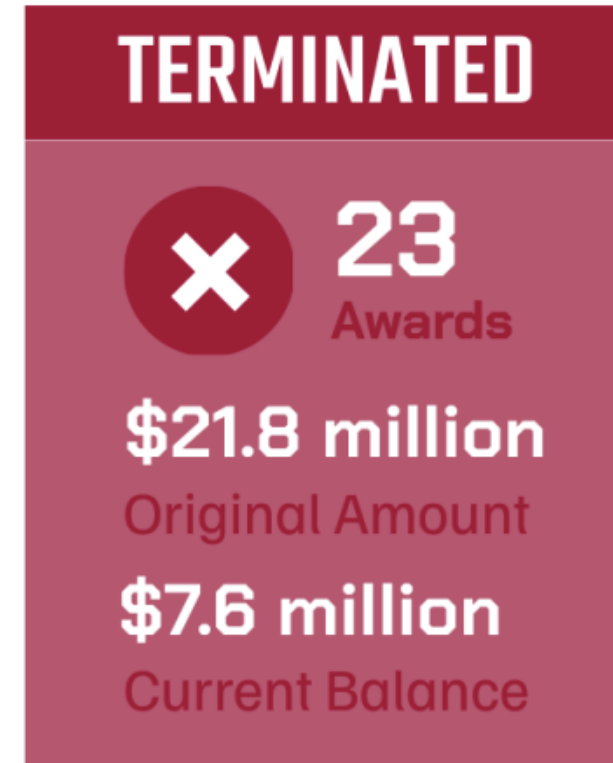 TERMINATED
23
Awards
$21.8 million
Original Amount
$7.6 million
Current Balance